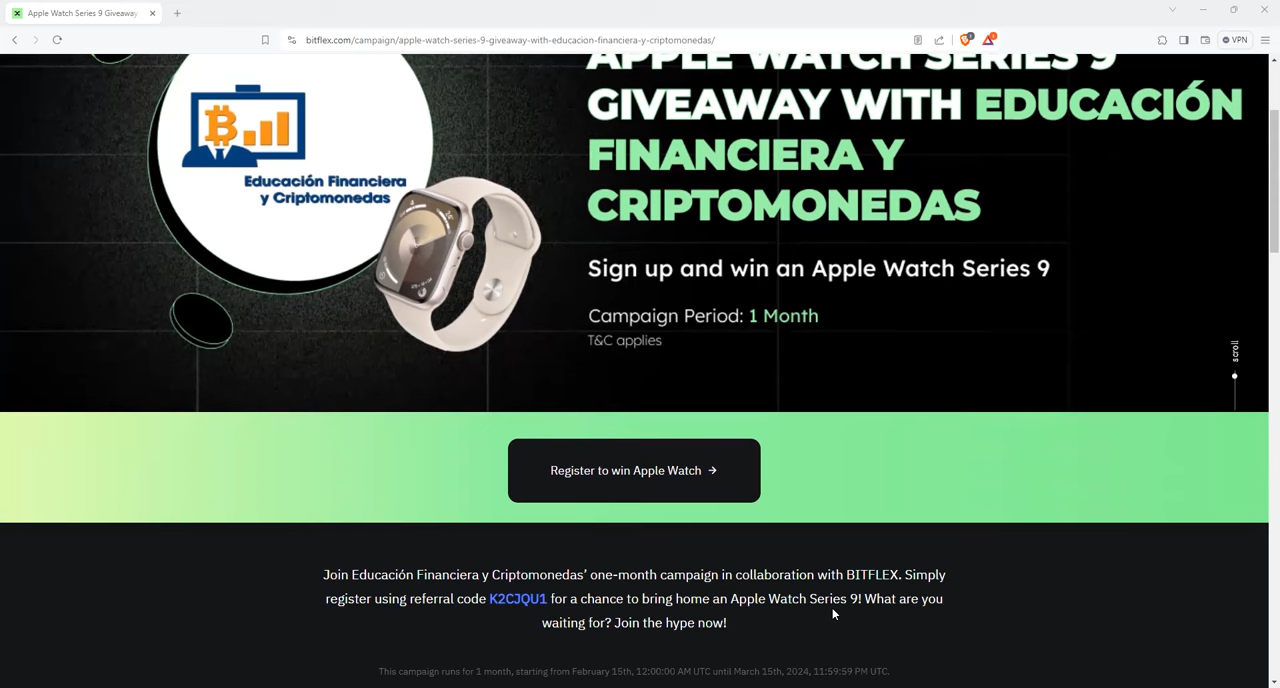 Apple Watch Series 9 Giveaway
bitflex.com/campaign/apple-watch-series-9-giveaway-with-educacion-financiera-y-criptomonedas/
VPN
APPLE WATCH SERIES 9
GIVEAWAY WITH EDUCACIÓN
FINANCIERA Y
CRIPTOMONEDAS
Educación Financiera
y Criptomonedas
Sign up and win an Apple Watch Series 9
Campaign Period: 1 Month
T&C applies
scroll
Register to win Apple Watch →
Join Educación Financiera y Criptomonedas’ one-month campaign in collaboration with BITFLEX. Simply
register using referral code K2CJQU1 for a chance to bring home an Apple Watch Series 9! What are you
waiting for? Join the hype now!
This campaign runs for 1 month, starting from February 15th, 12:00:00 AM UTC until March 15th, 2024, 11:59:59 PM UTC.